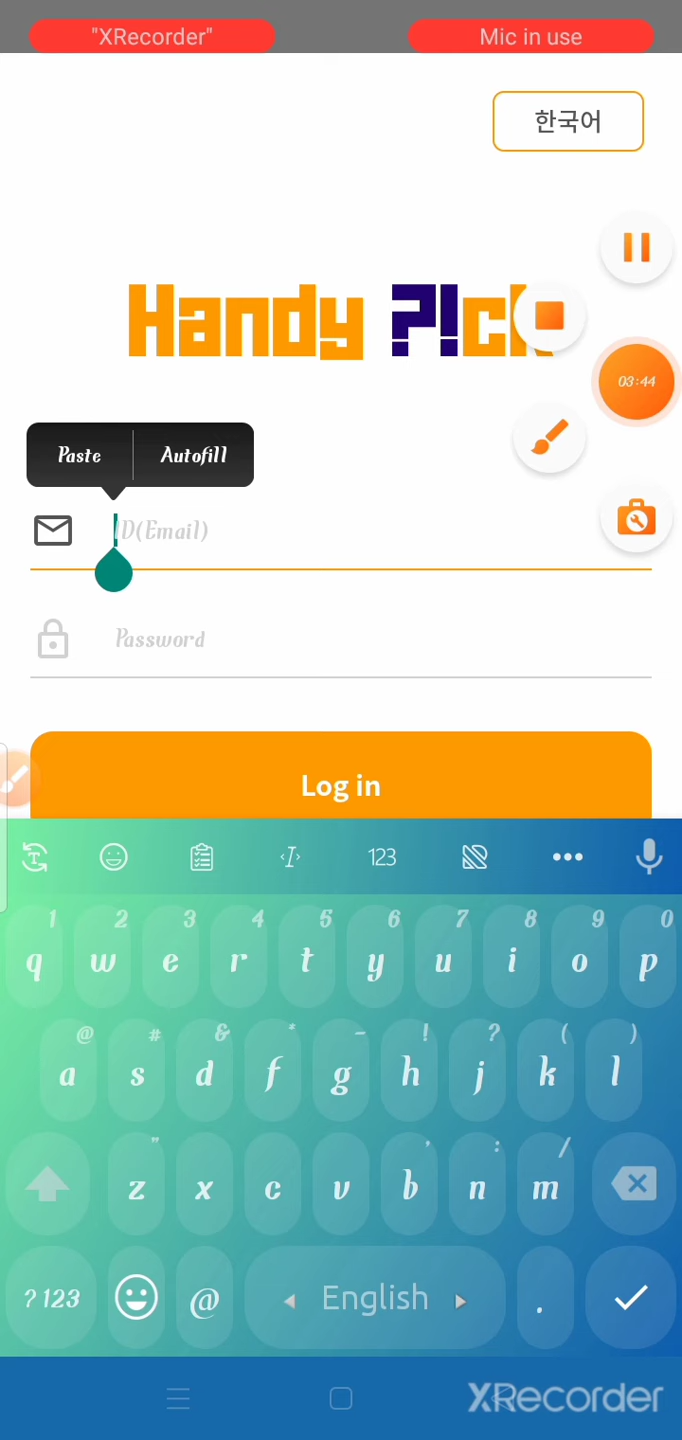 "XRecorder" Mic in use
한국어
Handy ?!ck
03:44
Paste Autofill
ID(Email)
Password
Log in
123
1 2 3 4 5 6 7 8 9 0
q w e r t y u i o p
@ # & * - ! ? ( )
a s d f g h j k l
" ' : /
z x c v b n m
?123 @ English .
XRecorder